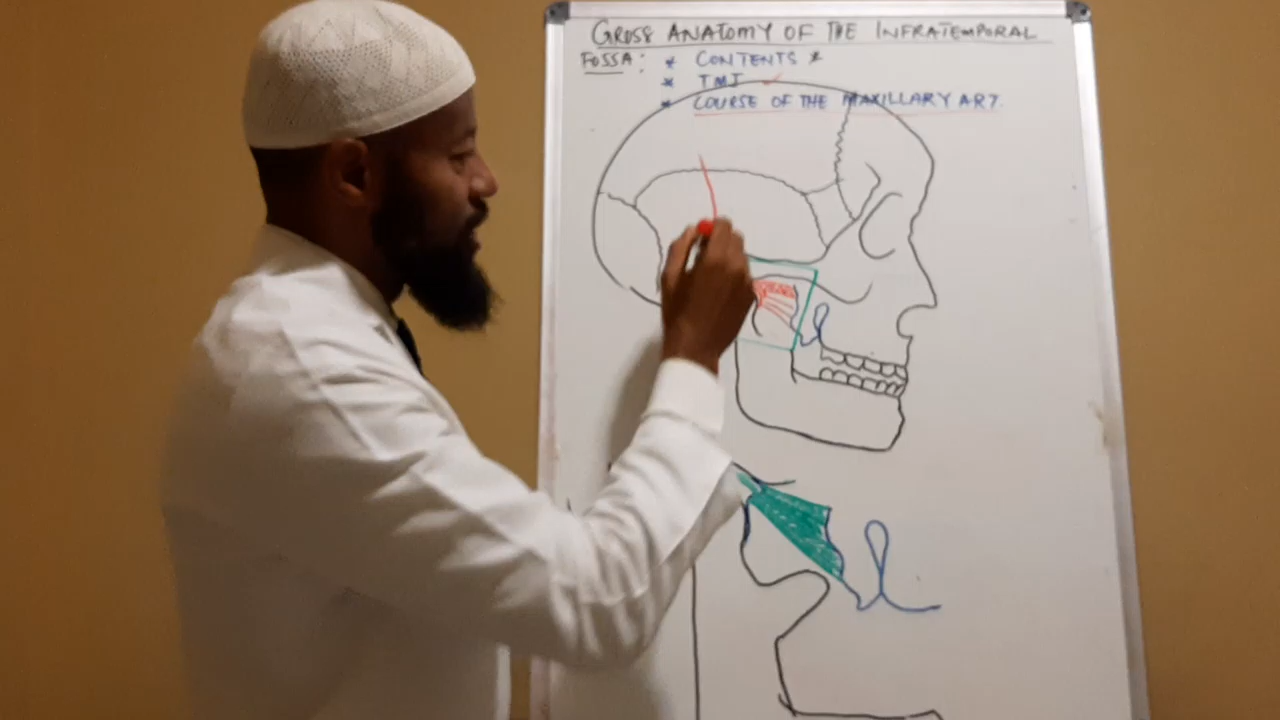 GROSS ANATOMY OF THE INFRATEMPORAL
FOSSA: * CONTENTS *
* TMJ ✓
* COURSE OF THE MAXILLARY ART.